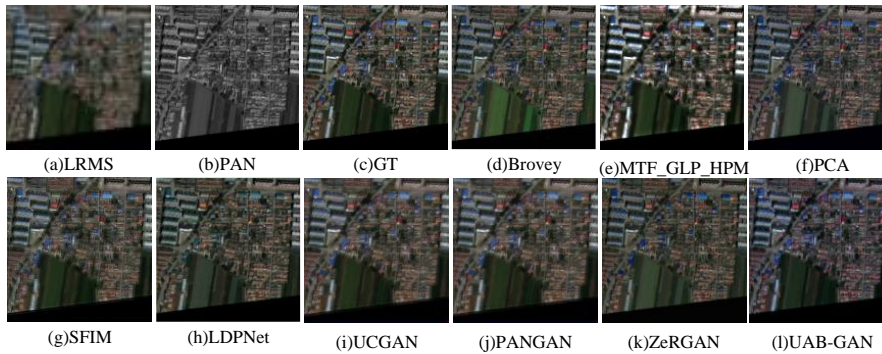 (a)LRMS
(b)PAN
(c)GT
(d)Brovey
(e)MTF_GLP_HPM
(f)PCA
(g)SFIM
(h)LDPNet
(i)UCGAN
(j)PANGAN
(k)ZeRGAN
(l)UAB-GAN